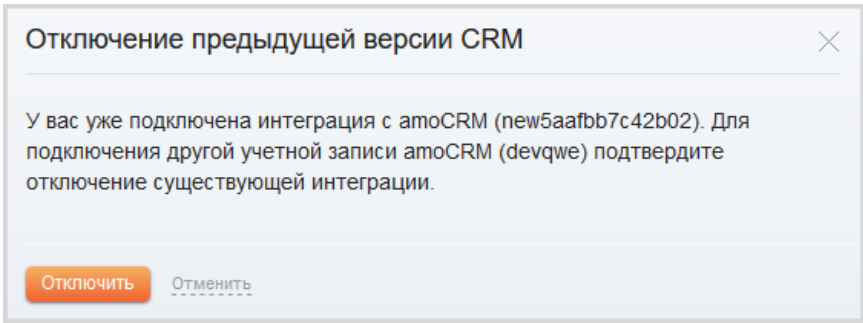 Отключение предыдущей версии CRM
У вас уже подключена интеграция с amoCRM (new5aafbb7c42b02). Для
подключения другой учетной записи amoCRM (devqwe) подтвердите
отключение существующей интеграции.
Отключить Отменить